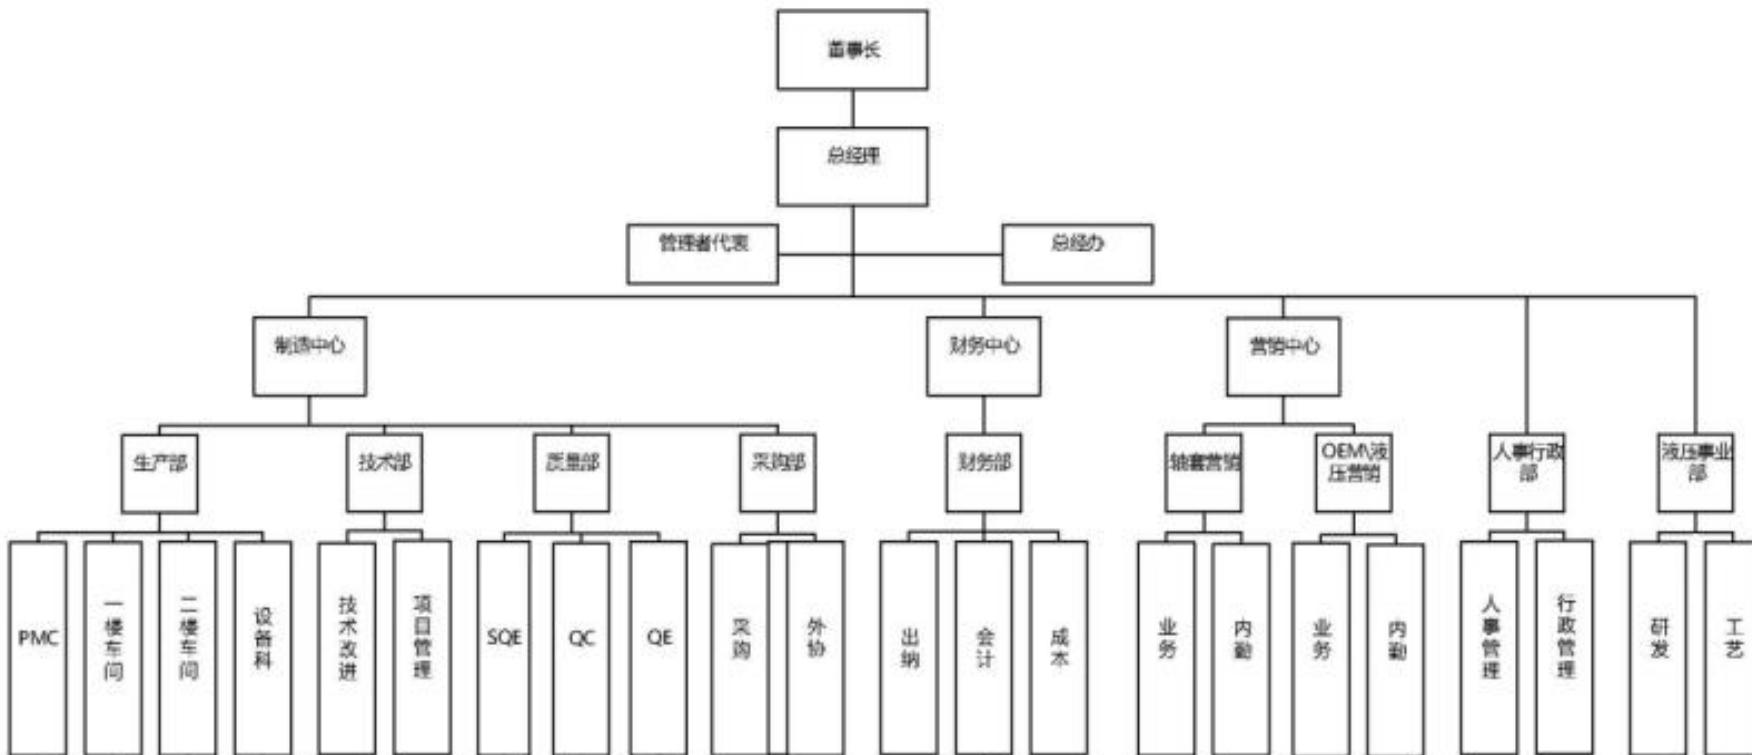 董事长
总经理
管理者代表
总经办
制造中心
财务中心
营销中心
生产部
技术部
质量部
采购部
财务部
轴套营销
OEM\液
压营销
人事行政
部
液压事业
部
PMC
一楼车间
二楼车间
设备科
技术改进
项目管理
SQE
QC
QE
采购
外协
出纳
会计
成本
业务
内勤
业务
内勤
人事管理
行政管理
研发
工艺